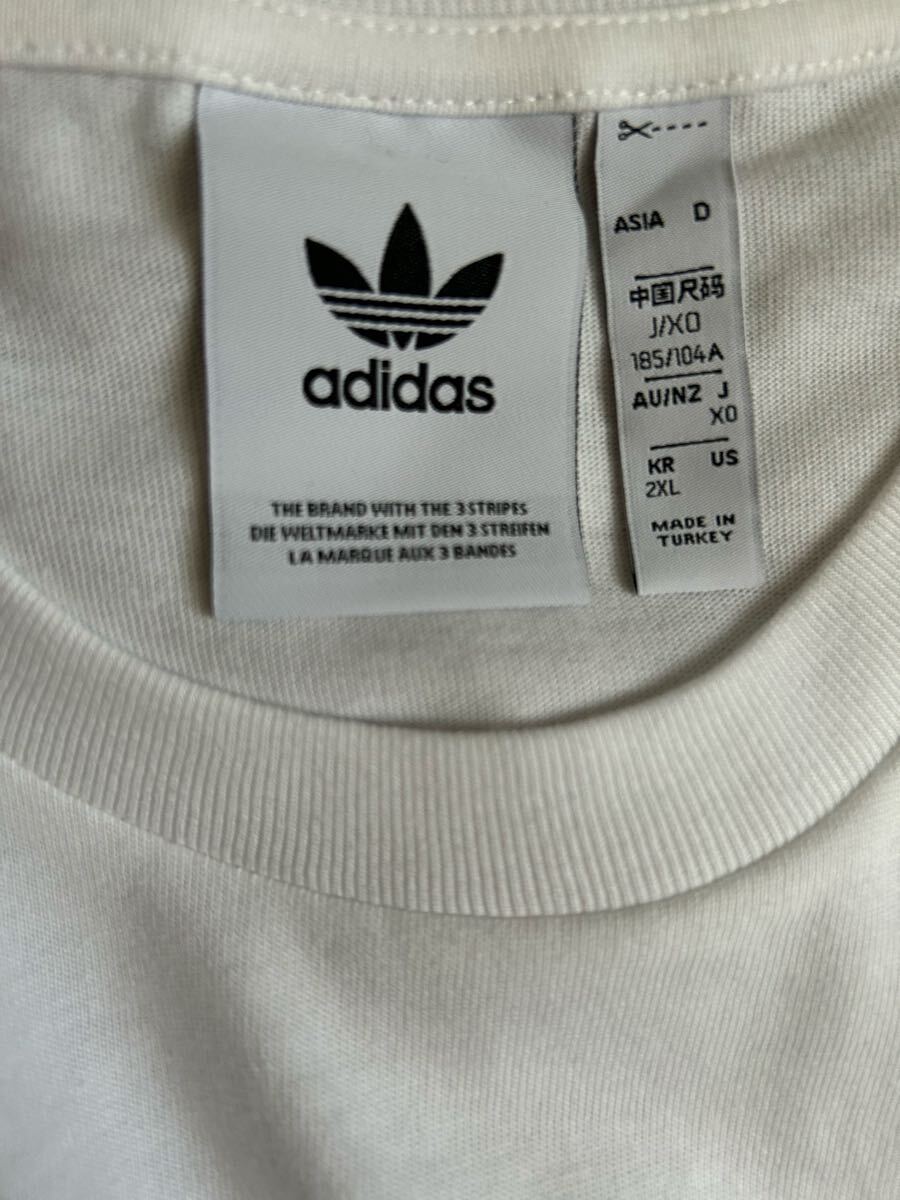 adidas
THE BRAND WITH THE 3 STRIPES
DIE WELTMARKE MIT DEN 3 STREIFEN
LA MARQUE AUX 3 BANDES
ASIA D
中国尺码
J/XO
185/104A
AU/NZ J
XO
KR US
2XL
MADE IN
TURKEY